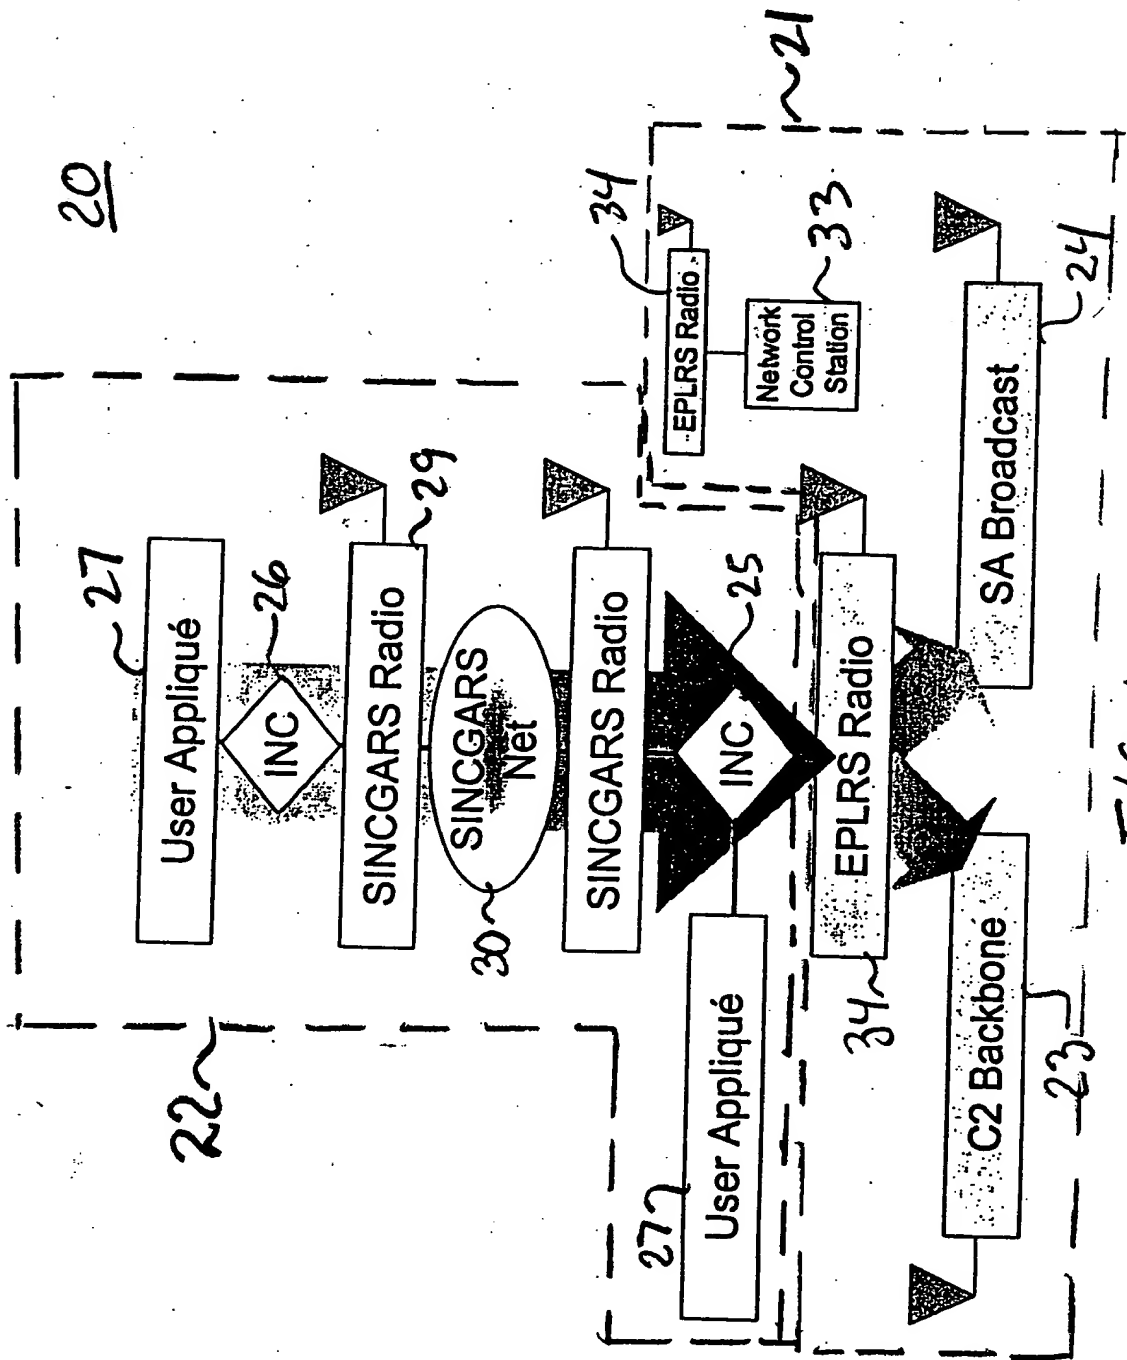 20
27
User Appliqué
26
INC
SINCGARS Radio
29
SINCGARS
Net
30
SINCGARS Radio
22
34
EPLRS Radio
21
Network
Control
Station
33
25
INC
27
User Appliqué
EPLRS Radio
34
C2 Backbone
23
SA Broadcast
24